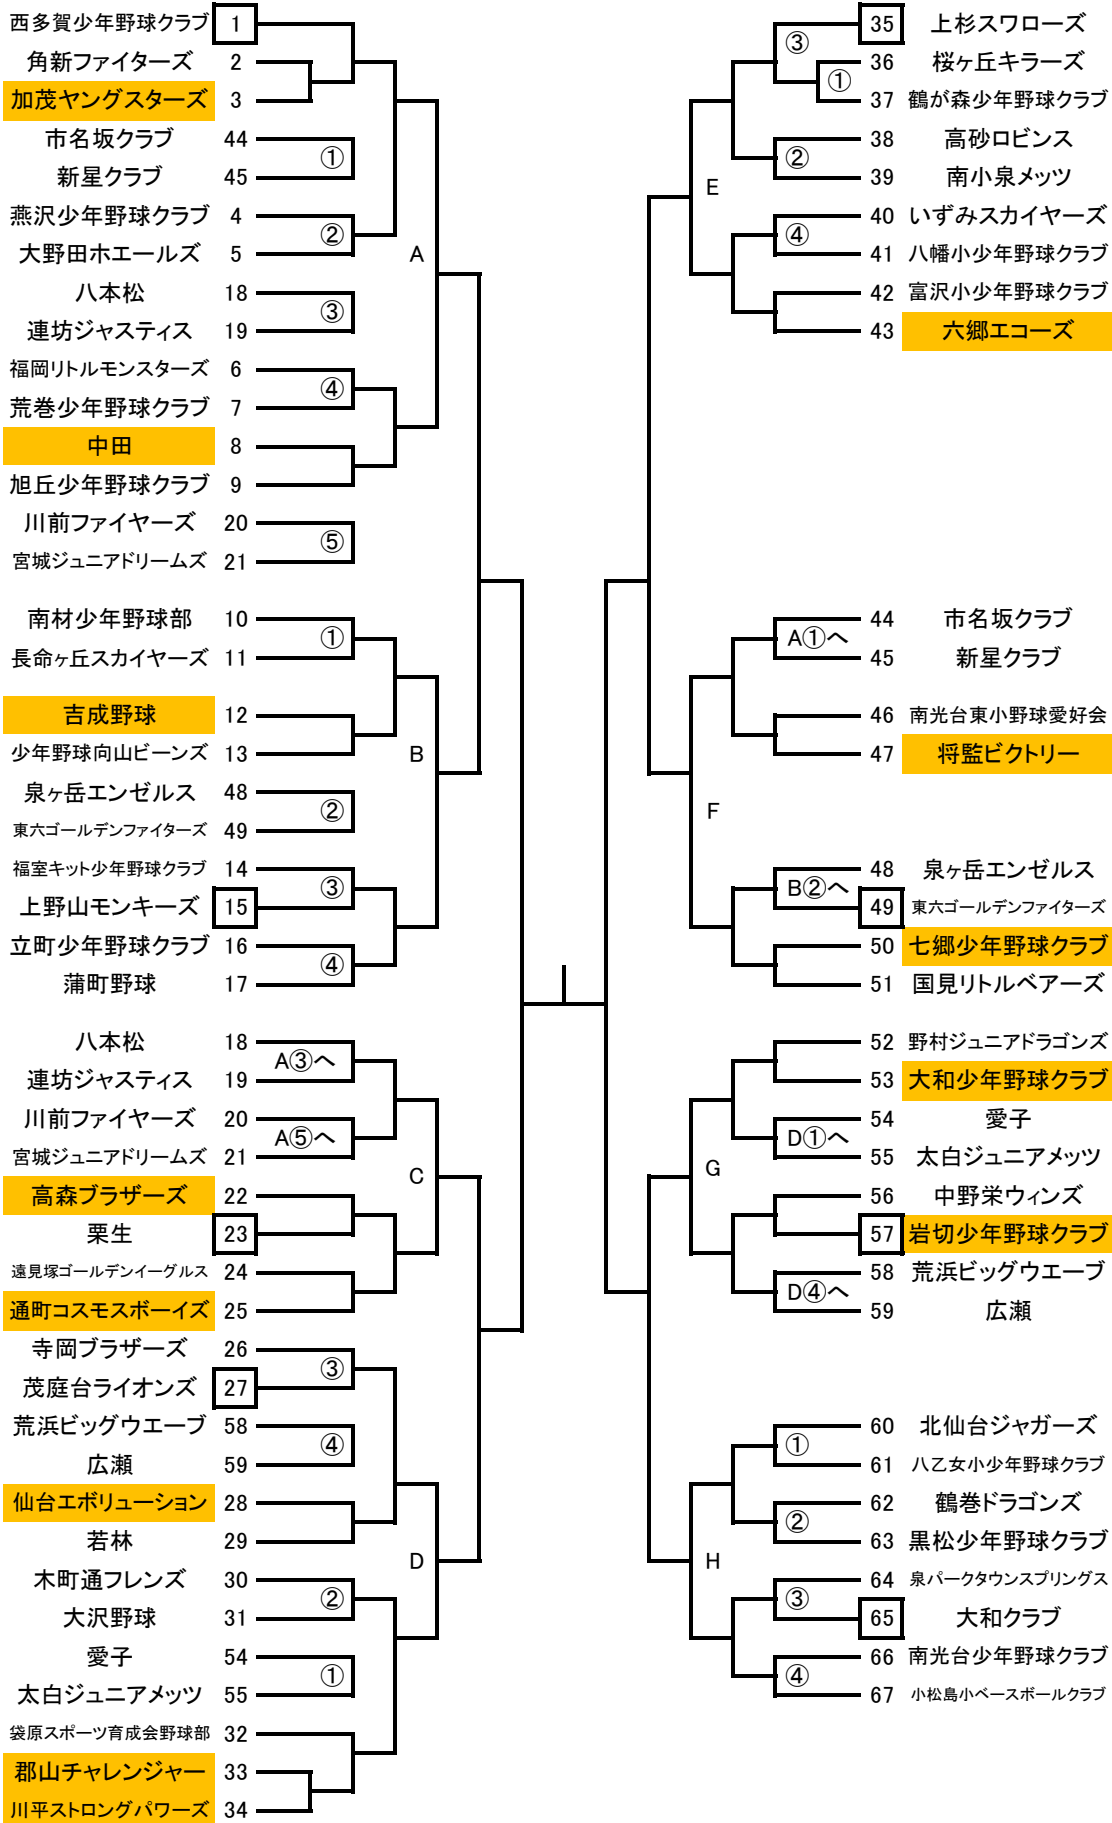 西多賀少年野球クラブ 1
角新ファイターズ 2
加茂ヤングスターズ 3
市名坂クラブ 44
①
新星クラブ 45
燕沢少年野球クラブ 4
②
大野田ホエールズ 5
A
八本松 18
③
連坊ジャスティス 19
福岡リトルモンスターズ 6
④
荒巻少年野球クラブ 7
中田 8
旭丘少年野球クラブ 9
川前ファイヤーズ 20
⑤
宮城ジュニアドリームズ 21
南材少年野球部 10
①
長命ヶ丘スカイヤーズ 11
吉成野球 12
少年野球向山ビーンズ 13
B
泉ヶ岳エンゼルス 48
②
東六ゴールデンファイターズ 49
福室キット少年野球クラブ 14
③
上野山モンキーズ 15
立町少年野球クラブ 16
④
蒲町野球 17
八本松 18
A③へ
連坊ジャスティス 19
川前ファイヤーズ 20
A⑤へ
宮城ジュニアドリームズ 21
C
高森ブラザーズ 22
栗生 23
遠見塚ゴールデンイーグルス 24
通町コスモスボーイズ 25
寺岡ブラザーズ 26
③
茂庭台ライオンズ 27
荒浜ビッグウエーブ 58
④
広瀬 59
仙台エボリューション 28
若林 29
D
木町通フレンズ 30
②
大沢野球 31
愛子 54
①
太白ジュニアメッツ 55
袋原スポーツ育成会野球部 32
郡山チャレンジャー 33
川平ストロングパワーズ 34
35 上杉スワローズ
③
36 桜ヶ丘キラーズ
①
37 鶴が森少年野球クラブ
38 高砂ロビンス
②
39 南小泉メッツ
E
40 いずみスカイヤーズ
④
41 八幡小少年野球クラブ
42 富沢小少年野球クラブ
43 六郷エコーズ
44 市名坂クラブ
A①へ
45 新星クラブ
46 南光台東小野球愛好会
47 将監ビクトリー
F
48 泉ヶ岳エンゼルス
B②へ
49 東六ゴールデンファイターズ
50 七郷少年野球クラブ
51 国見リトルベアーズ
52 野村ジュニアドラゴンズ
53 大和少年野球クラブ
54 愛子
D①へ
55 太白ジュニアメッツ
G
56 中野栄ウィンズ
57 岩切少年野球クラブ
58 荒浜ビッグウエーブ
D④へ
59 広瀬
60 北仙台ジャガーズ
①
61 八乙女小少年野球クラブ
62 鶴巻ドラゴンズ
②
63 黒松少年野球クラブ
H
64 泉パークタウンスプリングス
③
65 大和クラブ
66 南光台少年野球クラブ
④
67 小松島小ベースボールクラブ